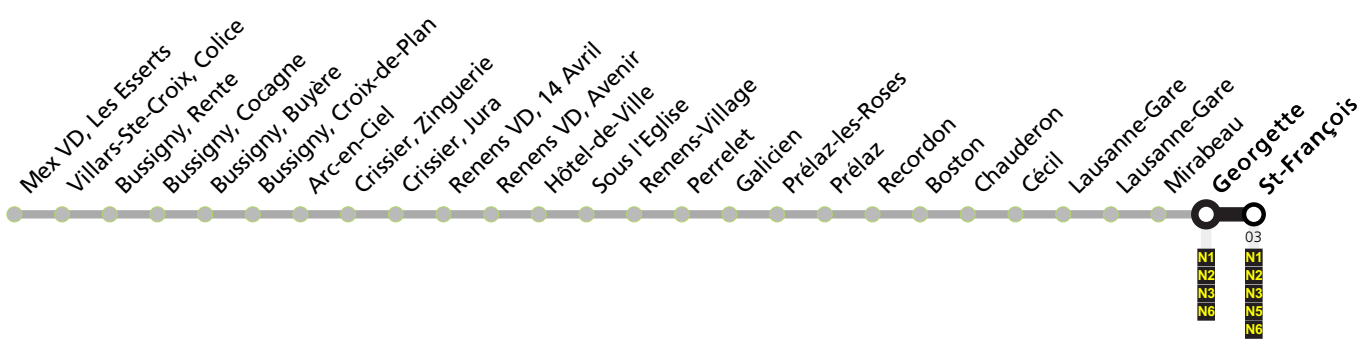 Mex VD, Les Esserts
Villars-Ste-Croix, Colice
Bussigny, Rente
Bussigny, Cocagne
Bussigny, Buyère
Bussigny, Croix-de-Plan
Arc-en-Ciel
Crissier, Zinguerie
Crissier, Jura
Renens VD, 14 Avril
Renens VD, Avenir
Hôtel-de-Ville
Sous l'Eglise
Renens-Village
Perrelet
Galicien
Prélaz-les-Roses
Prélaz
Recordon
Boston
Chauderon
Cécil
Lausanne-Gare
Lausanne-Gare
Mirabeau
Georgette
St-François
03
N1
N2
N3
N6
N1
N2
N3
N5
N6